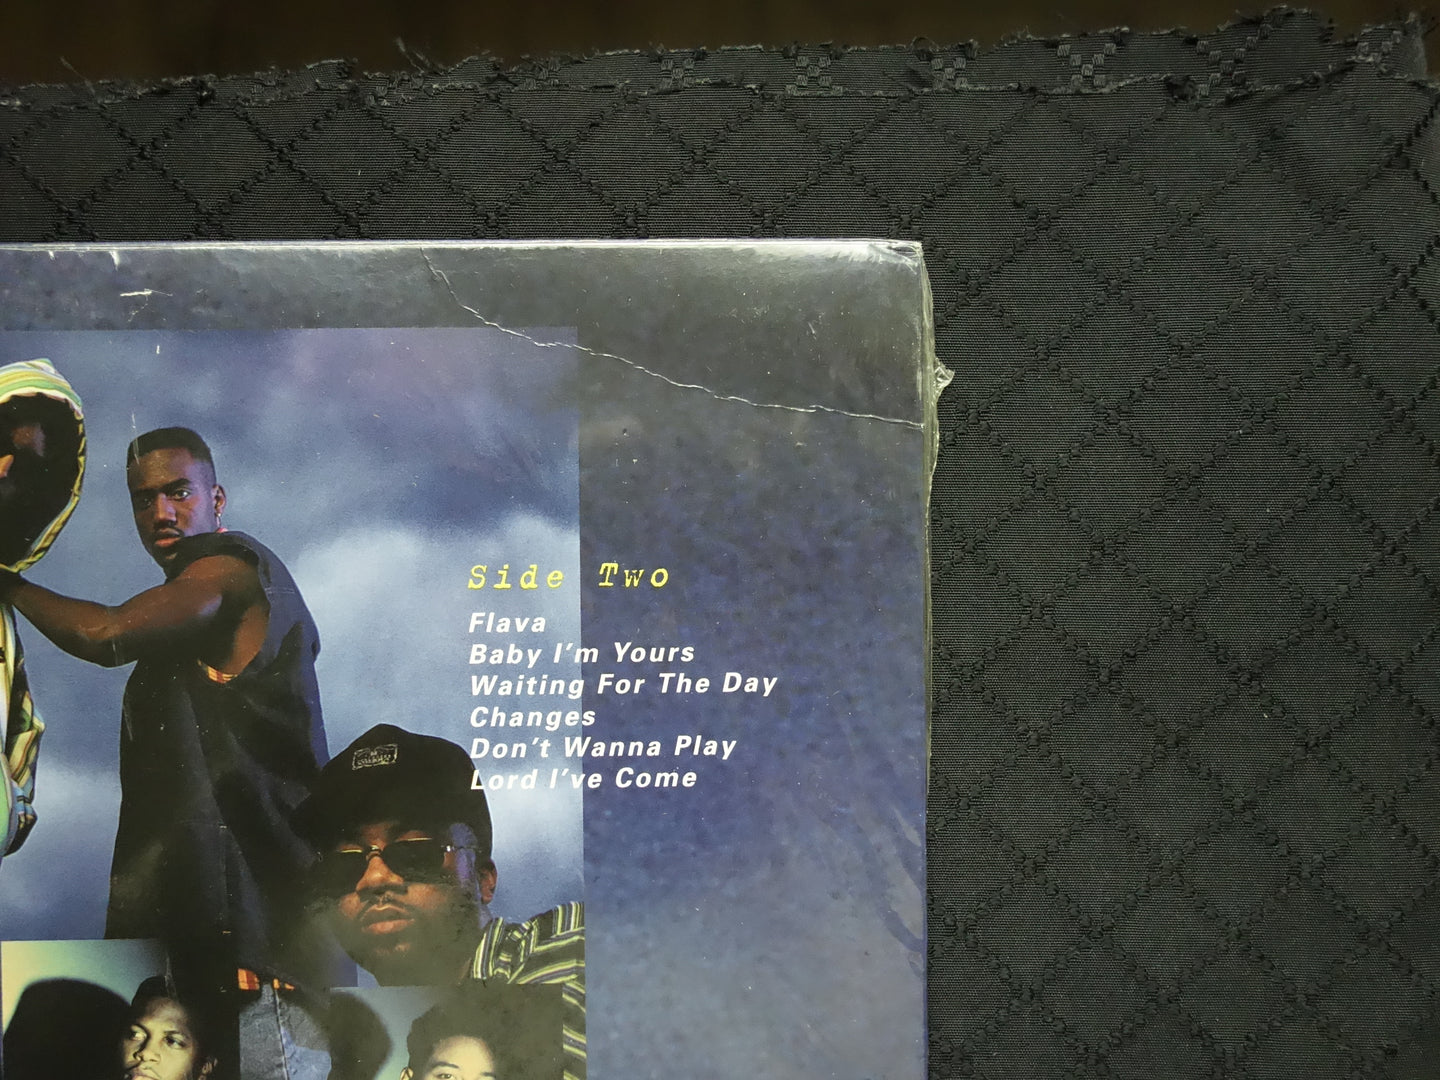 Side Two
Flava
Baby I'm Yours
Waiting For The Day
Changes
Don't Wanna Play
Lord I've Come